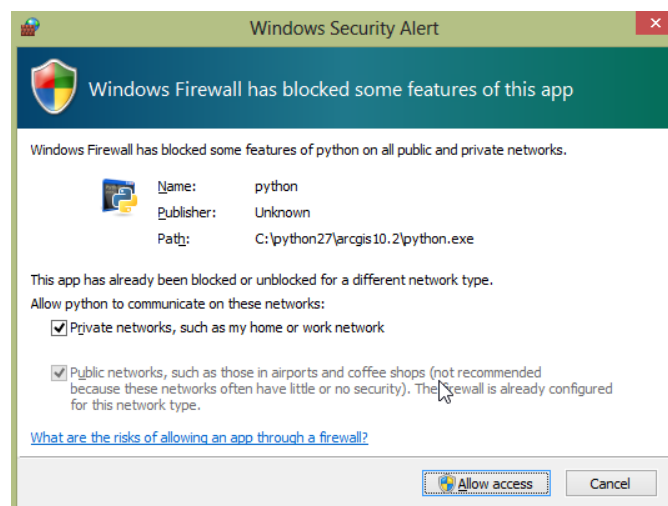 Windows Security Alert
Windows Firewall has blocked some features of this app
Windows Firewall has blocked some features of python on all public and private networks.
Name: python
Publisher: Unknown
Path: C:\python27\arcgis10.2\python.exe
This app has already been blocked or unblocked for a different network type.
Allow python to communicate on these networks:
Private networks, such as my home or work network
Public networks, such as those in airports and coffee shops (not recommended
because these networks often have little or no security). The firewall is already configured
for this network type.
What are the risks of allowing an app through a firewall?
Allow access Cancel